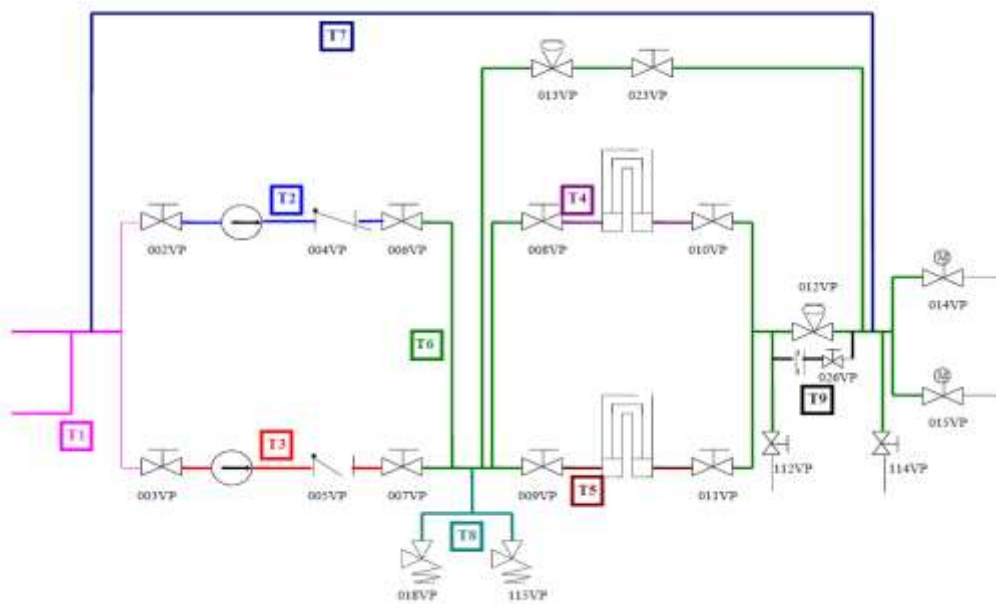 T7
013VP
023VP
T2
T4
002VP
004VP
006VP
008VP
010VP
012VP
014VP
T6
026VP
T9
T1
T3
015VP
003VP
005VP
007VP
009VP
T5
011VP
112VP
114VP
T8
018VP
115VP
M
M